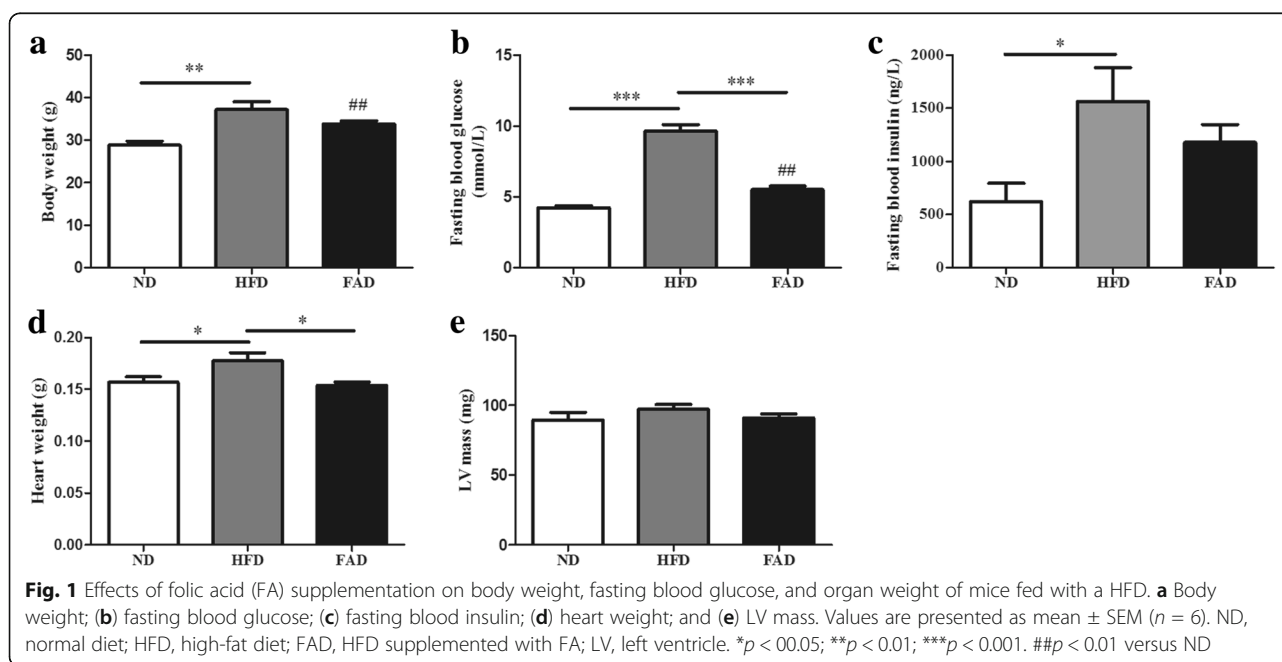 a
50
40
30
20
10
0
Body weight (g)
**
##
ND HFD FAD
b
15
10
5
0
Fasting blood glucose
(mmol/L)
***
***
##
ND HFD FAD
c
2000
1500
1000
500
0
Fasting blood insulin (ng/L)
*
ND HFD FAD
d
0.20
0.15
0.10
0.05
0.00
Heart weight (g)
*
*
ND HFD FAD
e
150
100
50
0
LV mass (mg)
ND HFD FAD
Fig. 1 Effects of folic acid (FA) supplementation on body weight, fasting blood glucose, and organ weight of mice fed with a HFD. a Body
weight; (b) fasting blood glucose; (c) fasting blood insulin; (d) heart weight; and (e) LV mass. Values are presented as mean ± SEM (n = 6). ND,
normal diet; HFD, high-fat diet; FAD, HFD supplemented with FA; LV, left ventricle. *p < 00.05; **p < 0.01; ***p < 0.001. ##p < 0.01 versus ND